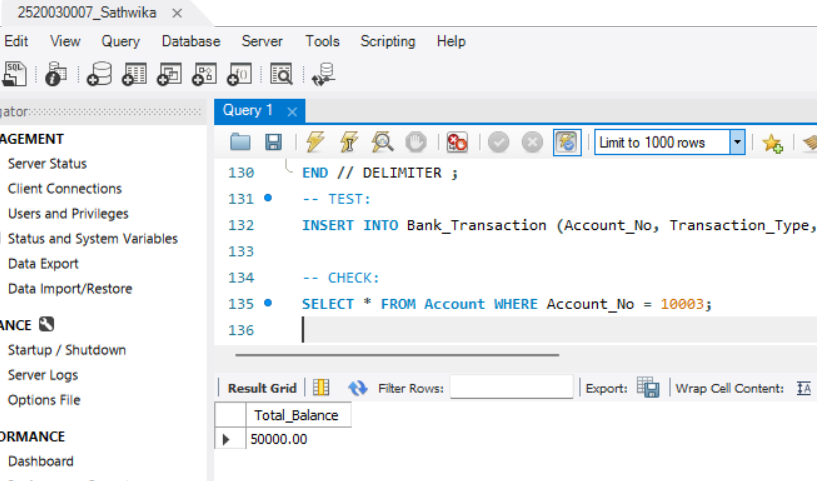 2520030007_Sathwika
Edit View Query Database Server Tools Scripting Help
SQL
gator
Query 1
AGEMENT
Server Status
Client Connections
Users and Privileges
Status and System Variables
Data Export
Data Import/Restore
ANCE
Startup / Shutdown
Server Logs
Options File
ORMANCE
Dashboard
Limit to 1000 rows
130 END // DELIMITER ;
131 -- TEST:
132 INSERT INTO Bank_Transaction (Account_No, Transaction_Type,
133
134 -- CHECK:
135 SELECT * FROM Account WHERE Account_No = 10003;
136
Result Grid Filter Rows: Export: Wrap Cell Content: IA
Total_Balance
50000.00